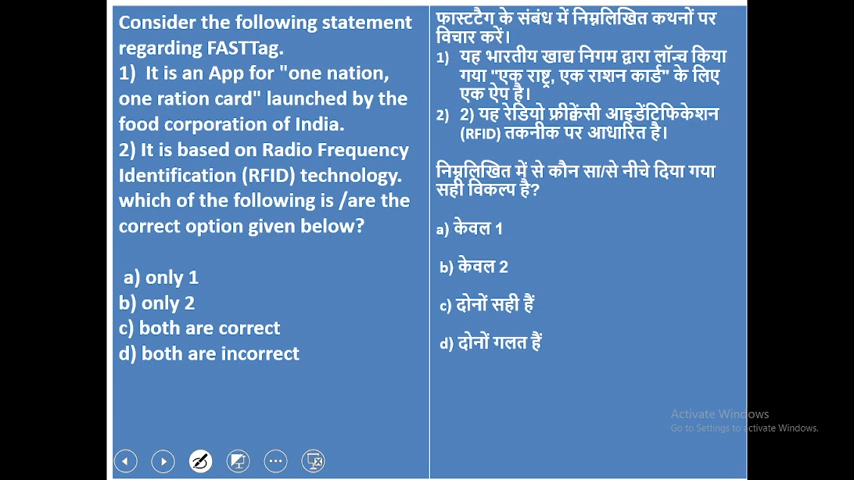 Consider the following statement
regarding FASTTag.
1) It is an App for "one nation,
one ration card" launched by the
food corporation of India.
2) It is based on Radio Frequency
Identification (RFID) technology.
which of the following is /are the
correct option given below?
a) only 1
b) only 2
c) both are correct
d) both are incorrect
फास्टटैग के संबंध में निम्नलिखित कथनों पर
विचार करें।
1) यह भारतीय खाद्य निगम द्वारा लॉन्च किया
गया "एक राष्ट्र, एक राशन कार्ड" के लिए
एक ऐप है।
2) 2) यह रेडियो फ्रीक्वेंसी आइडेंटिफिकेशन
(RFID) तकनीक पर आधारित है।
निम्नलिखित में से कौन सा/से नीचे दिया गया
सही विकल्प है?
a) केवल 1
b) केवल 2
c) दोनों सही हैं
d) दोनों गलत हैं
Activate Windows
Go to Settings to activate Windows.